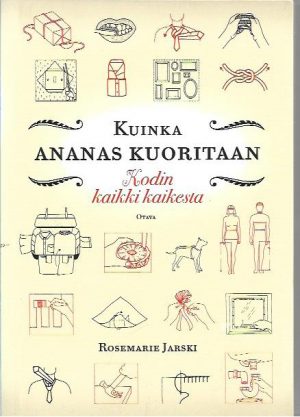 KUINKA
ANANAS KUORITAAN
Kodin
kaikki kaikesta
OTAVA
ROSEMARIE JARSKI